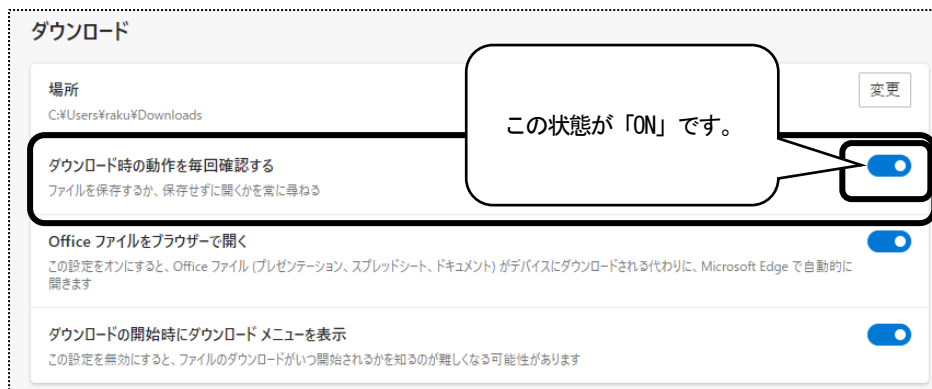 ダウンロード
場所
変更
C:¥Users¥raku¥Downloads
この状態が「ON」です。
ダウンロード時の動作を毎回確認する
ファイルを保存するか、保存せずに開くかを常に尋ねる
Office ファイルをブラウザーで開く
この設定をオンにすると、Office ファイル (プレゼンテーション、スプレッドシート、ドキュメント) がデバイスにダウンロードされる代わりに、Microsoft Edge で自動的に
開きます
ダウンロードの開始時にダウンロード メニューを表示
この設定を無効にすると、ファイルのダウンロードがいつ開始されるかを知るのが難しくなる可能性があります